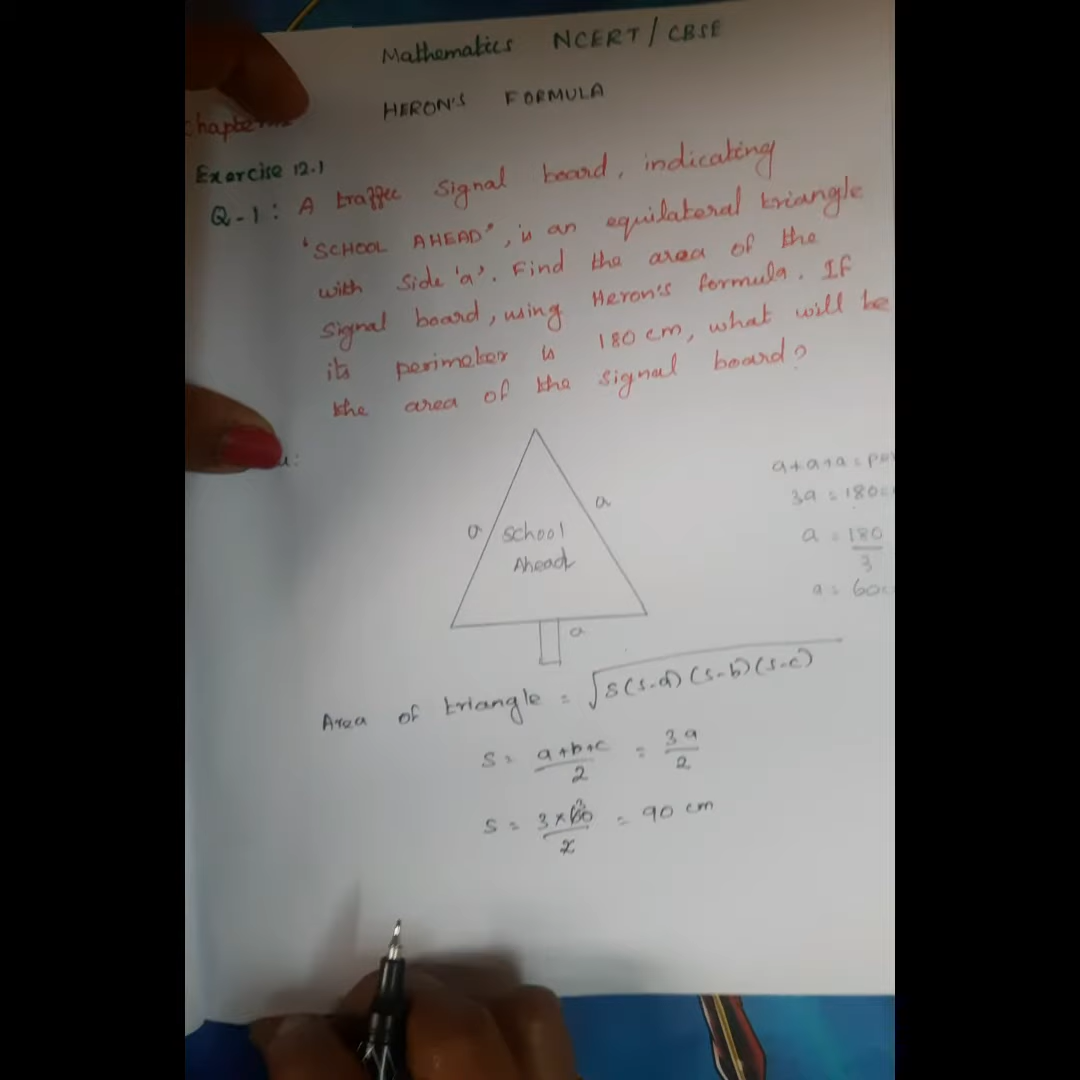 Mathematics NCERT / CBSE
HERON'S FORMULA
Exercise 12.1
Q-1: A traffic signal board, indicating
'SCHOOL AHEAD', is an equilateral triangle
with side 'a'. Find the area of the
signal board, using Heron's formula. If
its perimeter is 180 cm, what will be
the area of the signal board?
a+a+a =
3a = 180
a = 180/3
a = 60
a
a
School
Ahead
a
Area of triangle = √s(s-a)(s-b)(s-c)
s = a+b+c/2 = 3a/2
s = 3×60/2 = 90 cm